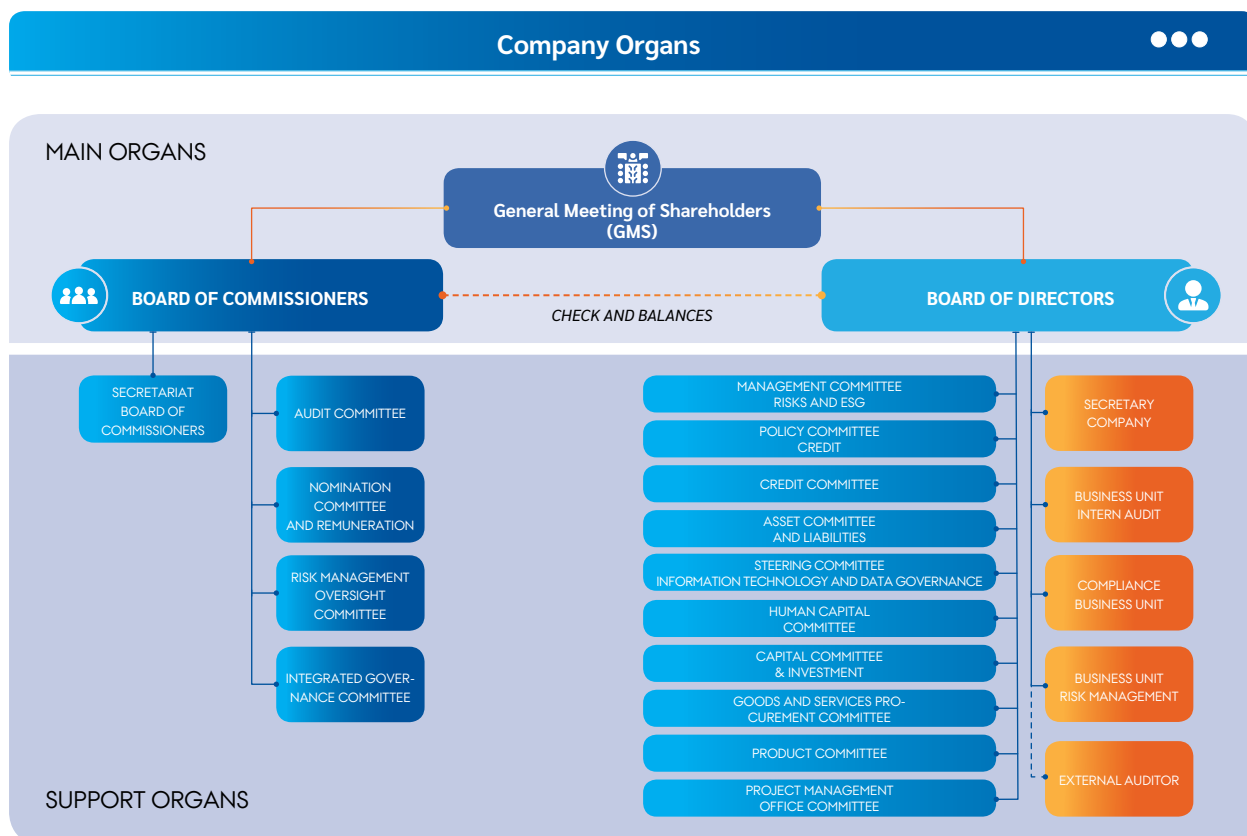 Company Organs
MAIN ORGANS
General Meeting of Shareholders
(GMS)
BOARD OF COMMISSIONERS
CHECK AND BALANCES
BOARD OF DIRECTORS
SECRETARIAT
BOARD OF
COMMISSIONERS
AUDIT COMMITTEE
NOMINATION
COMMITTEE
AND REMUNERATION
RISK MANAGEMENT
OVERSIGHT
COMMITTEE
INTEGRATED GOVER-
NANCE COMMITTEE
MANAGEMENT COMMITTEE
RISKS AND ESG
POLICY COMMITTEE
CREDIT
CREDIT COMMITTEE
ASSET COMMITTEE
AND LIABILITIES
STEERING COMMITTEE
INFORMATION TECHNOLOGY AND DATA GOVERNANCE
HUMAN CAPITAL
COMMITTEE
CAPITAL COMMITTEE
& INVESTMENT
GOODS AND SERVICES PRO-
CUREMENT COMMITTEE
PRODUCT COMMITTEE
PROJECT MANAGEMENT
OFFICE COMMITTEE
SECRETARY
COMPANY
BUSINESS UNIT
INTERN AUDIT
COMPLIANCE
BUSINESS UNIT
BUSINESS UNIT
RISK MANAGEMENT
EXTERNAL AUDITOR
SUPPORT ORGANS